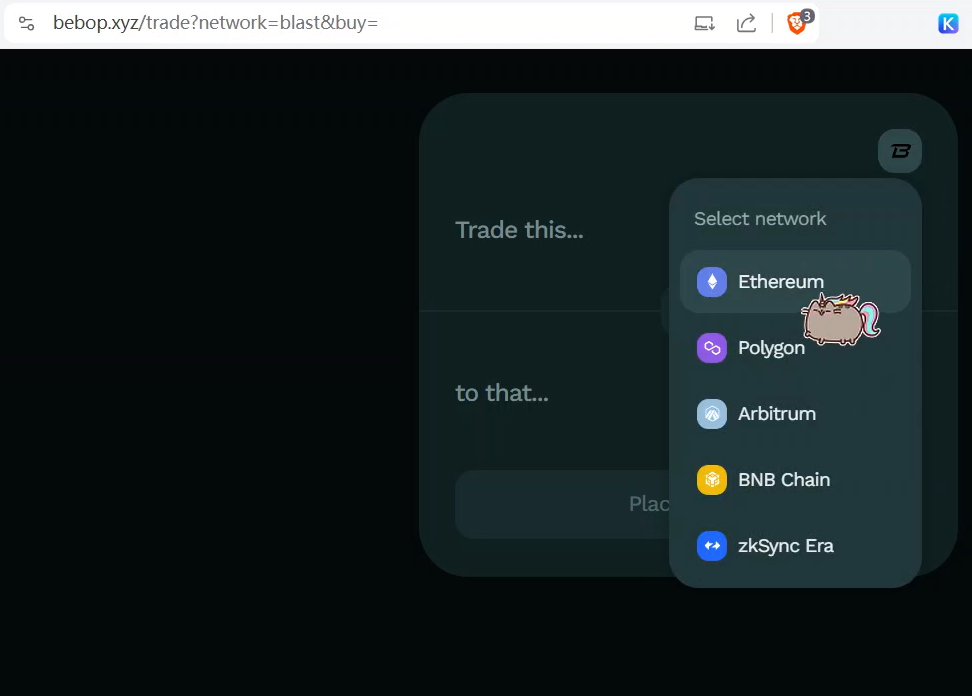 bebop.xyz/trade?network=blast&buy=
3
K
B
Trade this...
Select network
Ethereum
Polygon
to that...
Arbitrum
BNB Chain
Plac
zkSync Era